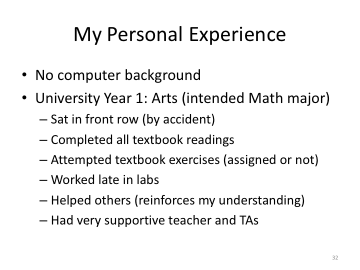 My Personal Experience
• No computer background
• University Year 1: Arts (intended Math major)
– Sat in front row (by accident)
– Completed all textbook readings
– Attempted textbook exercises (assigned or not)
– Worked late in labs
– Helped others (reinforces my understanding)
– Had very supportive teacher and TAs
32